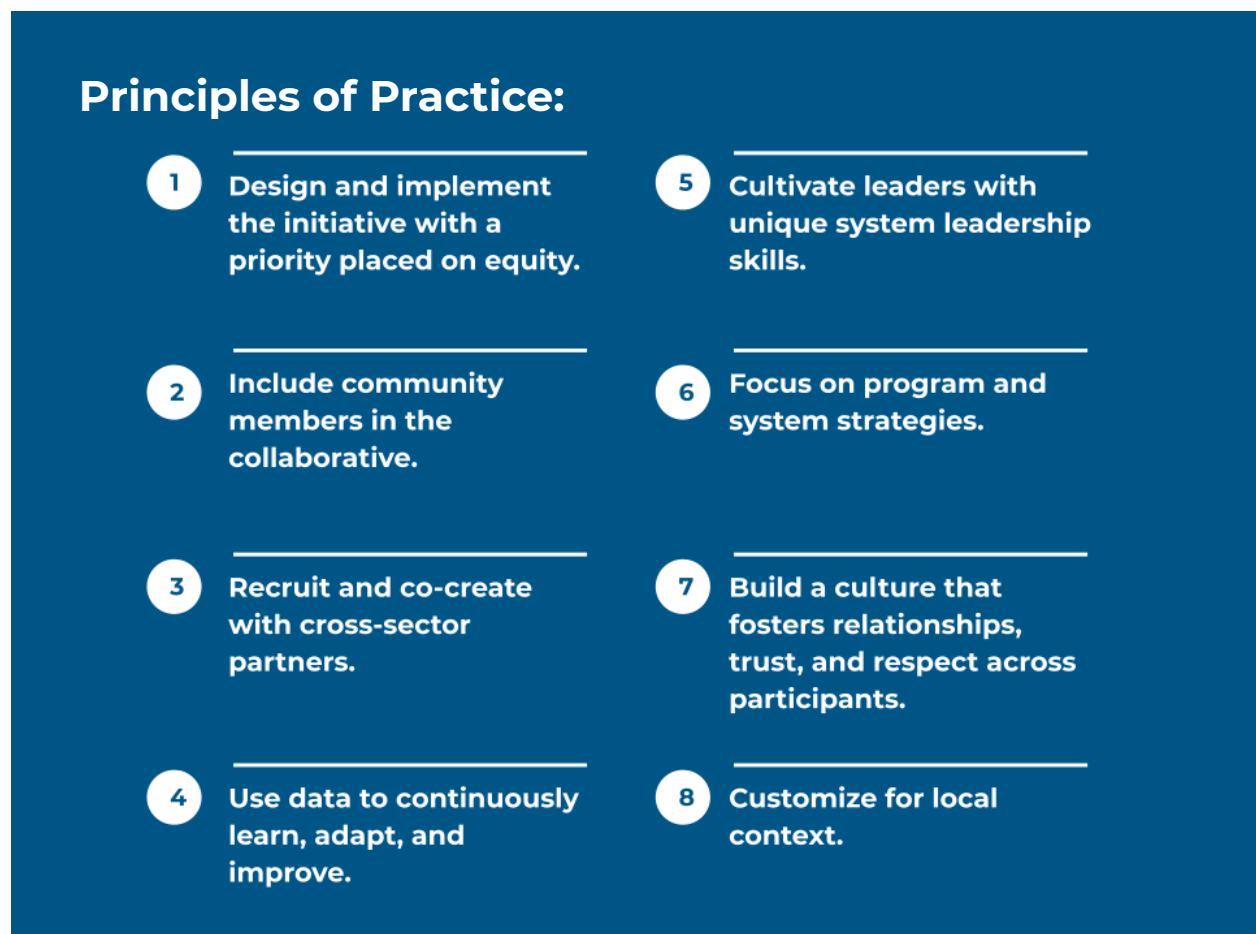 Principles of Practice:
1
Design and implement
the initiative with a
priority placed on equity.
2
Include community
members in the
collaborative.
3
Recruit and co-create
with cross-sector
partners.
4
Use data to continuously
learn, adapt, and
improve.
5
Cultivate leaders with
unique system leadership
skills.
6
Focus on program and
system strategies.
7
Build a culture that
fosters relationships,
trust, and respect across
participants.
8
Customize for local
context.